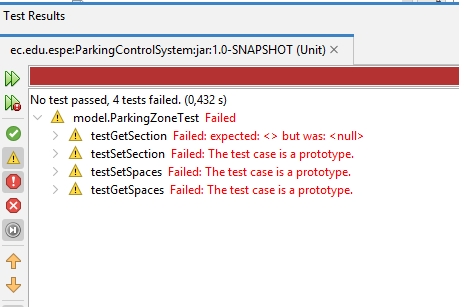 Test Results
ec.edu.espe:ParkingControlSystem:jar:1.0-SNAPSHOT (Unit) ×
No test passed, 4 tests failed. (0,432 s)
model.ParkingZoneTest Failed
testGetSection Failed: expected: <> but was: <null>
testSetSection Failed: The test case is a prototype.
testSetSpaces Failed: The test case is a prototype.
testGetSpaces Failed: The test case is a prototype.